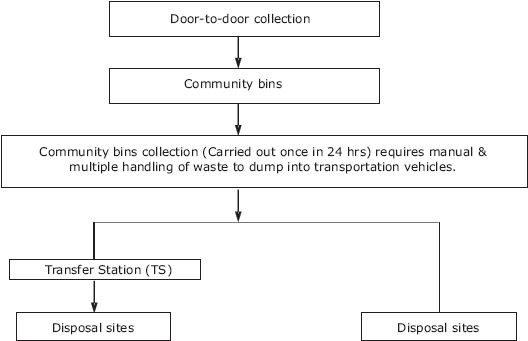 Door-to-door collection
Community bins
Community bins collection (Carried out once in 24 hrs) requires manual &
multiple handling of waste to dump into transportation vehicles.
Transfer Station (TS)
Disposal sites
Disposal sites